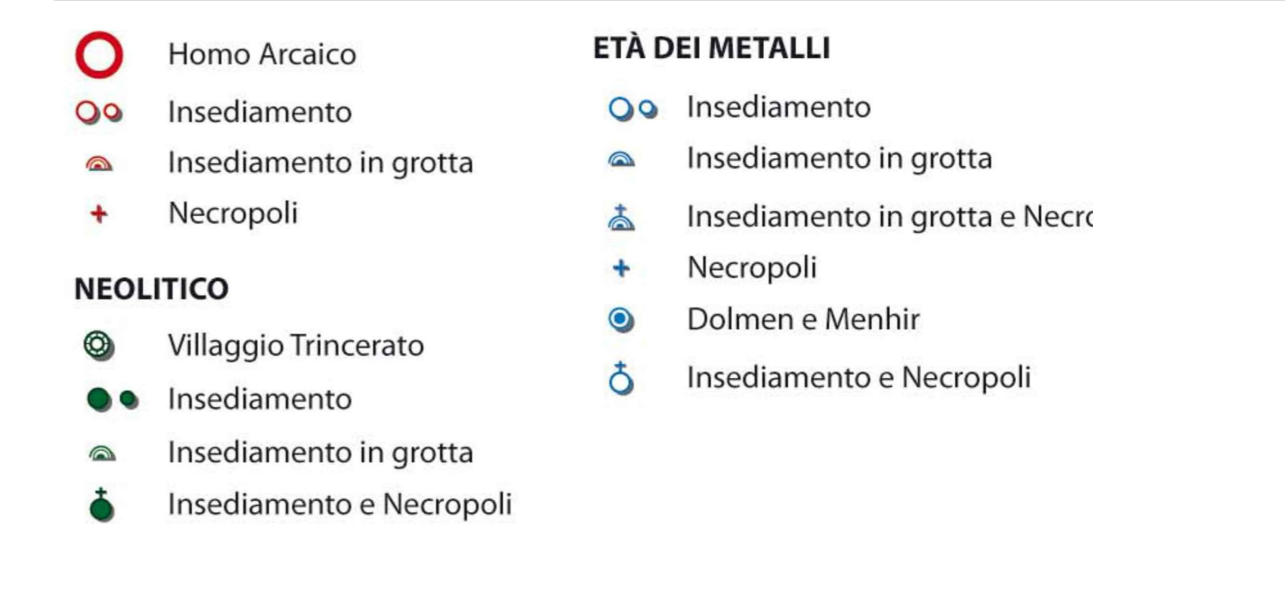 Homo Arcaico
Insediamento
Insediamento in grotta
Necropoli
NEOLITICO
Villaggio Trincerato
Insediamento
Insediamento in grotta
Insediamento e Necropoli
ETÀ DEI METALLI
Insediamento
Insediamento in grotta
Insediamento in grotta e
Necropoli
Dolmen e Menhir
Insediamento e Necropoli